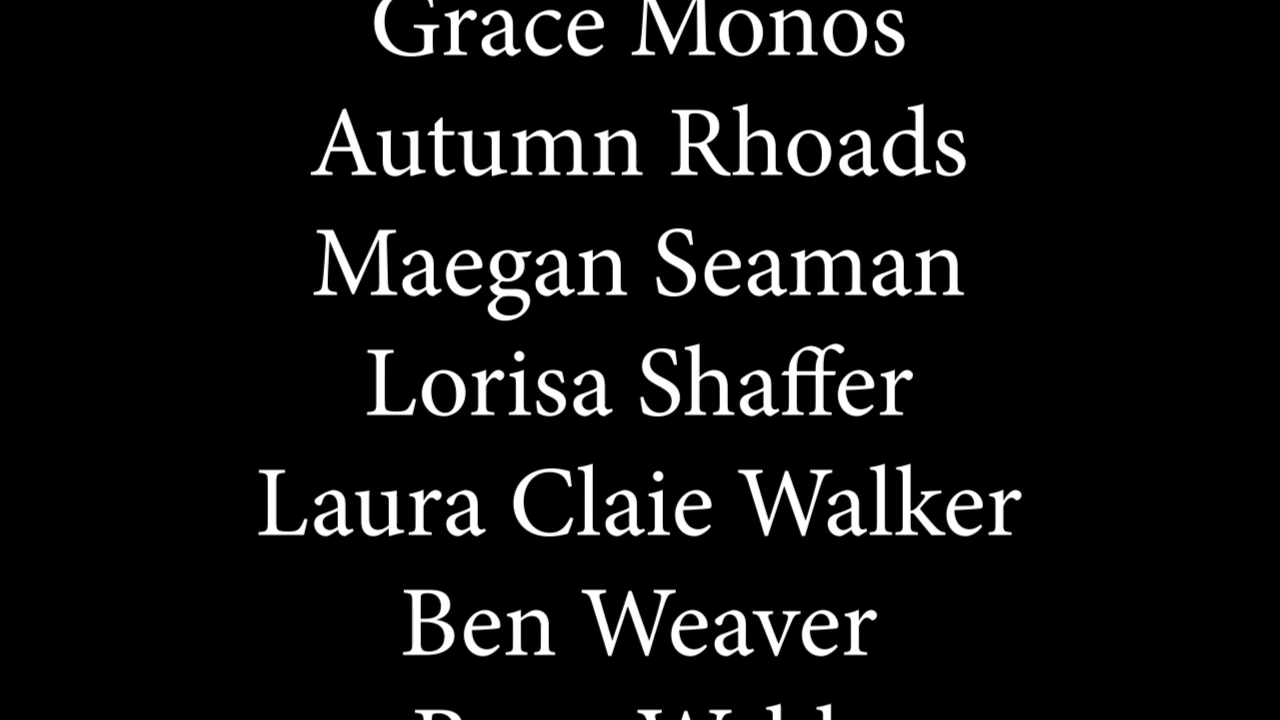 Grace Monos
Autumn Rhoads
Maegan Seaman
Lorisa Shaffer
Laura Claie Walker
Ben Weaver